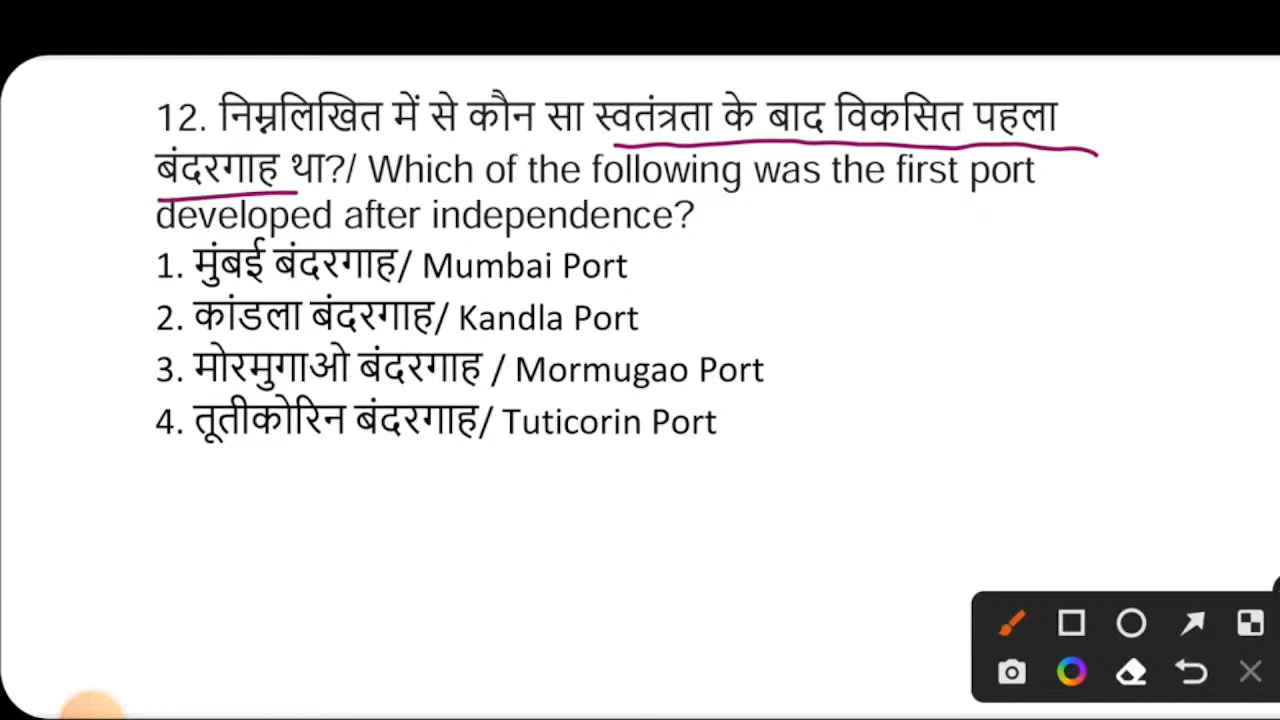 12. निम्नलिखित में से कौन सा स्वतंत्रता के बाद विकसित पहला
बंदरगाह था?/ Which of the following was the first port
developed after independence?
1. मुंबई बंदरगाह/ Mumbai Port
2. कांडला बंदरगाह/ Kandla Port
3. मोरमुगाओ बंदरगाह / Mormugao Port
4. तूतीकोरिन बंदरगाह/ Tuticorin Port